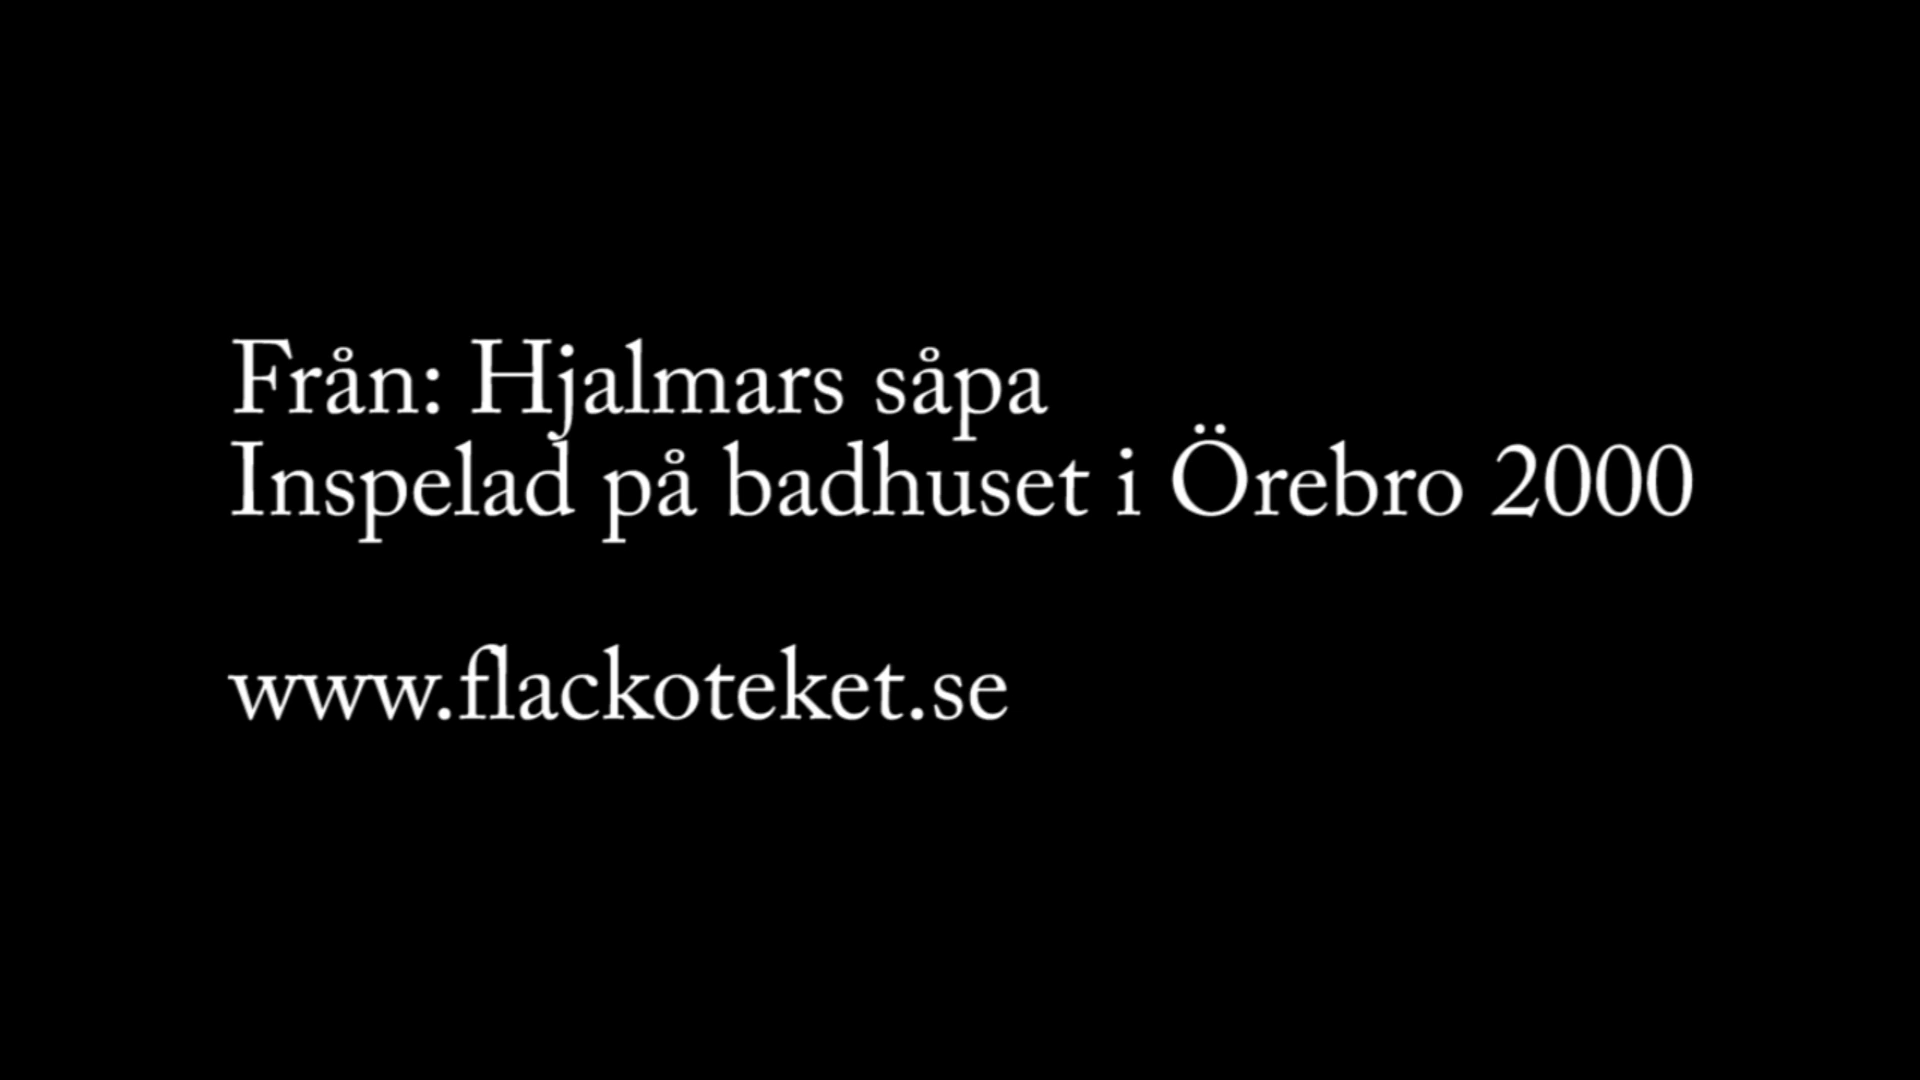 Från: Hjalmars såpa
Inspelad på badhuset i Örebro 2000
www.flackoteket.se